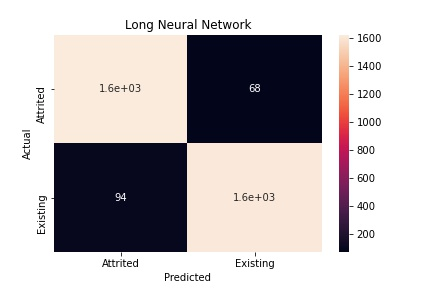 Long Neural Network
Actual
Attrited
Existing
1.6e+03
68
94
1.6e+03
Attrited
Existing
Predicted
1600
1400
1200
1000
800
600
400
200